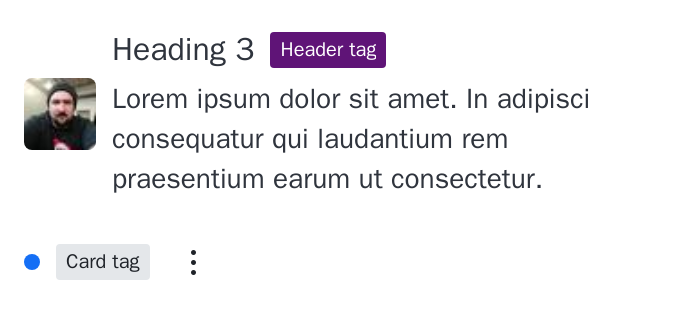 Heading 3 Header tag
Lorem ipsum dolor sit amet. In adipisci
consequatur qui laudantium rem
praesentium earum ut consectetur.
Card tag